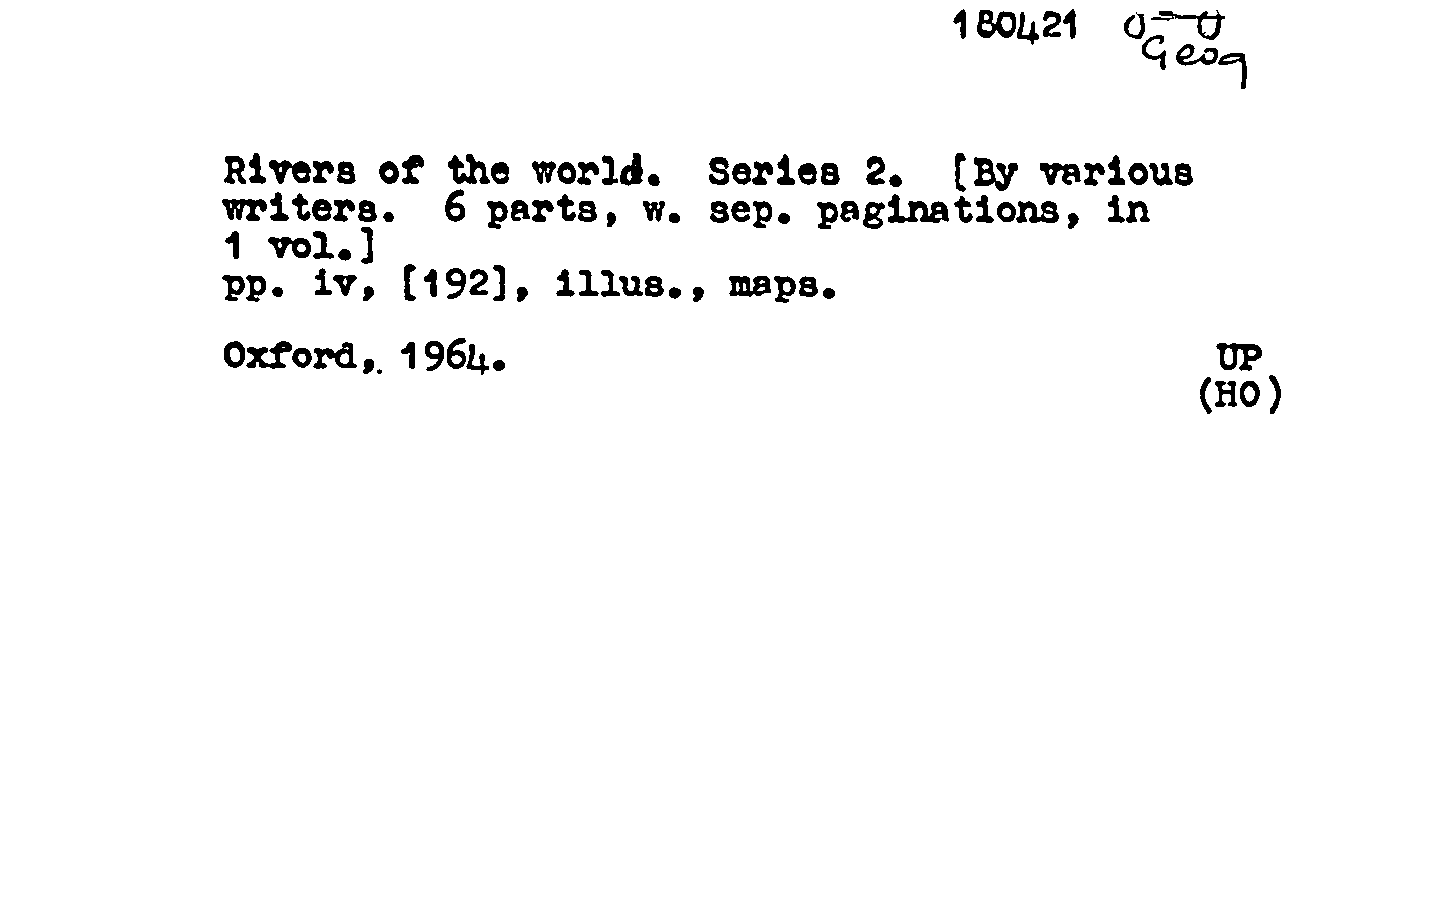 180421
Geog
Rivers of the world. Series 2. [By various
writers. 6 parts, w. sep. paginations, in
1 vol.]
pp. iv, [192], illus., maps.
Oxford, 1964.
UP
(HO)